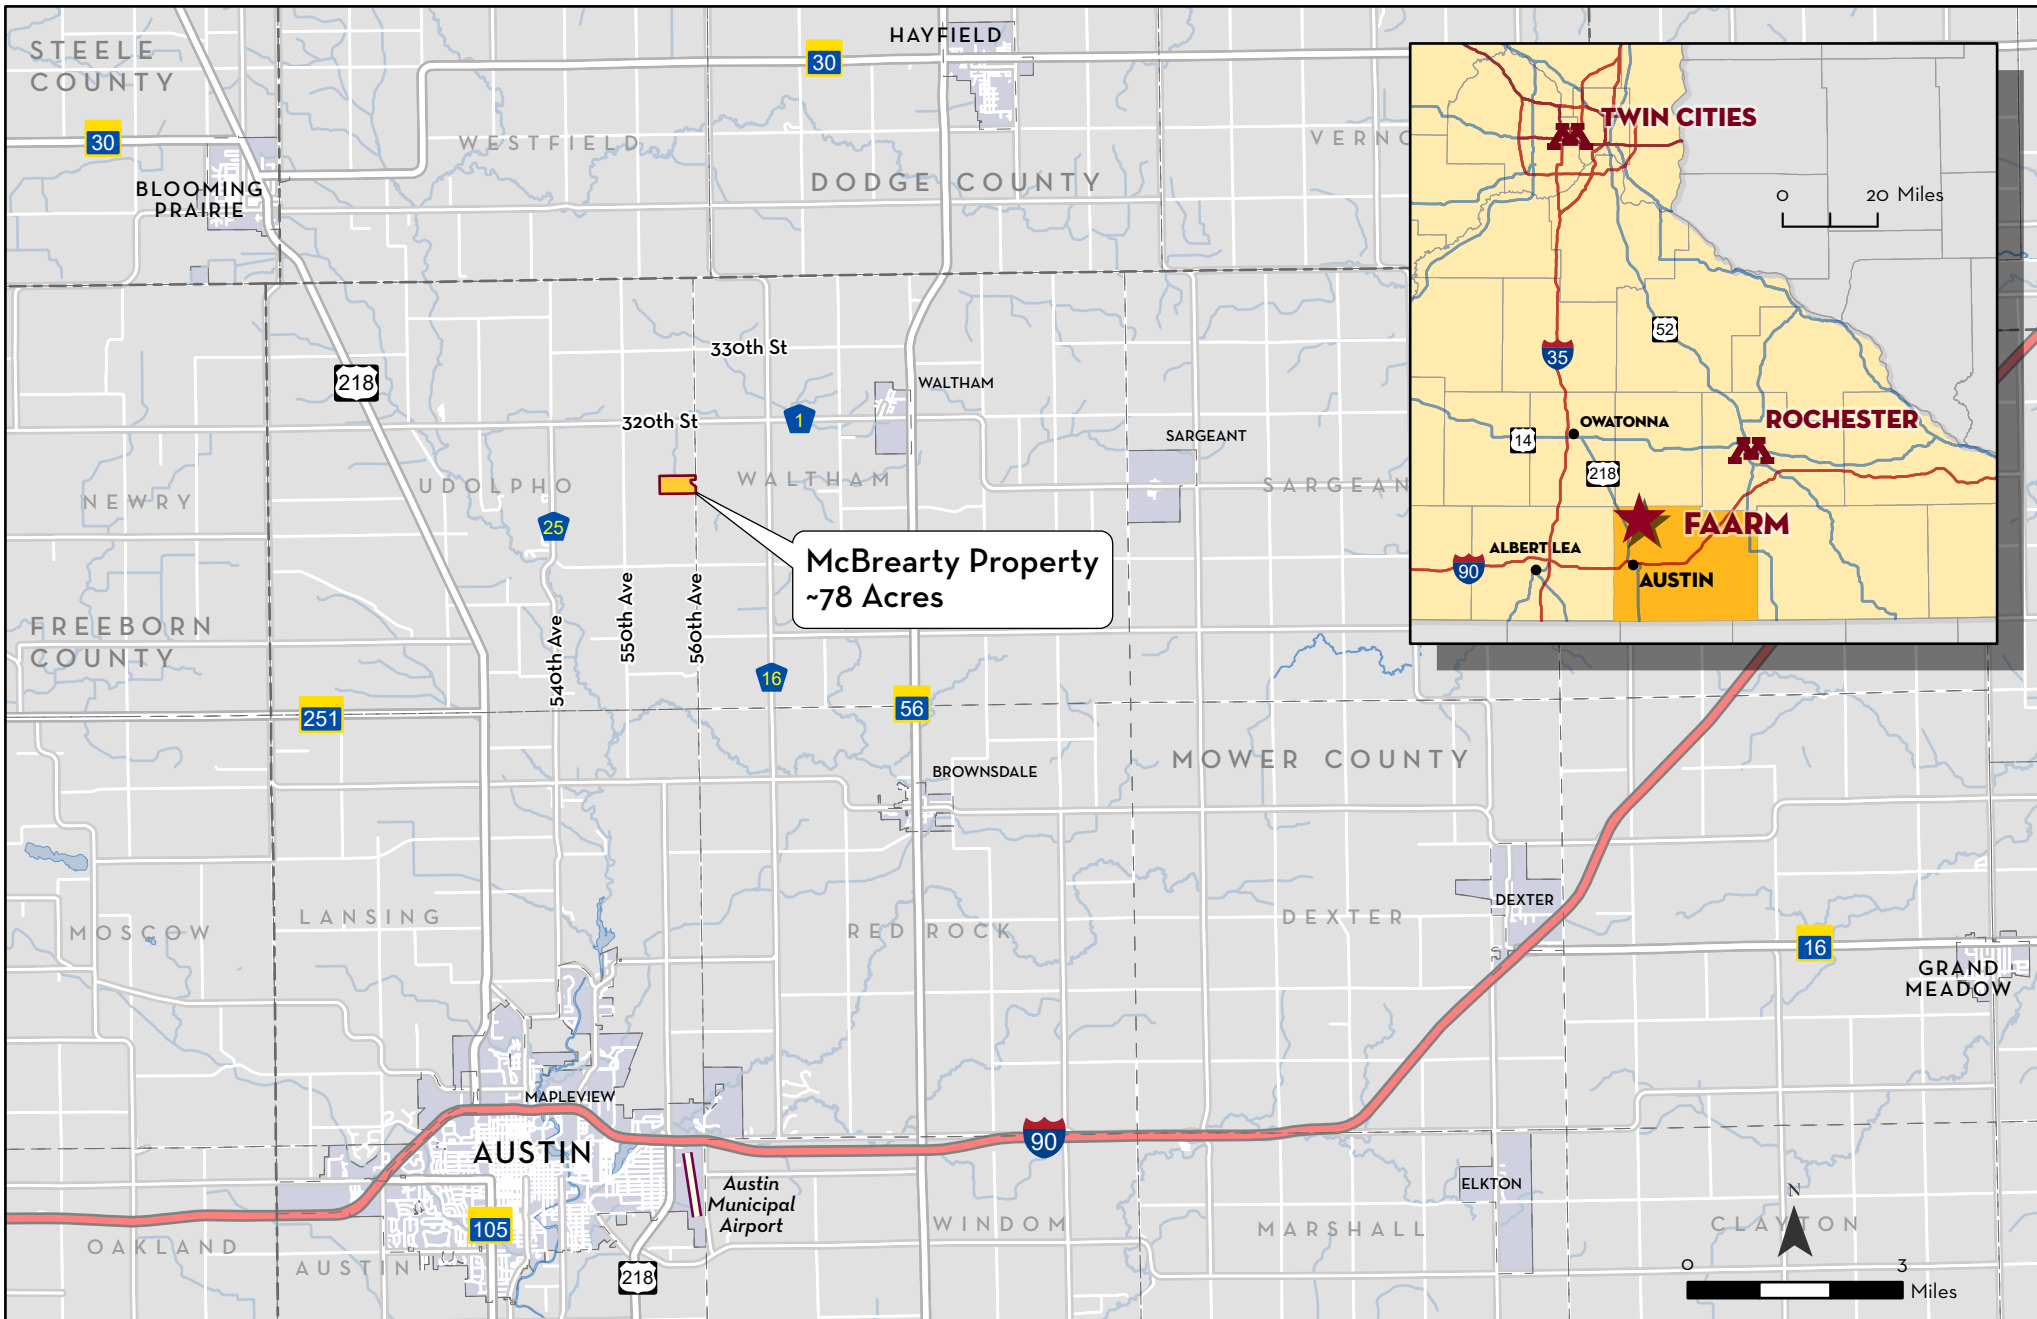 STEELE
COUNTY
30
HAYFIELD
30
WESTFIELD
VERNO
BLOOMING
PRAIRIE
DODGE COUNTY
218
330th St
WALTHAM
320th St
1
SARGEANT
NEWRY
UDOLPHO
WALTHAM
SARGEAN
25
McBrearty Property
~78 Acres
FREEBORN
COUNTY
540th Ave
550th Ave
560th Ave
16
251
56
MOWER COUNTY
BROWNSDALE
DEXTER
MOSCOW
LANSING
RED ROCK
DEXTER
16
GRAND
MEADOW
MAPLEVIEW
AUSTIN
90
Austin
Municipal
Airport
ELKTON
105
OAKLAND
AUSTIN
WINDOM
MARSHALL
CLAYTON
218
N
0 3
Miles
TWIN CITIES
0 20 Miles
52
35
ROCHESTER
OWATONNA
14
218
FAARM
ALBERT LEA
90
AUSTIN